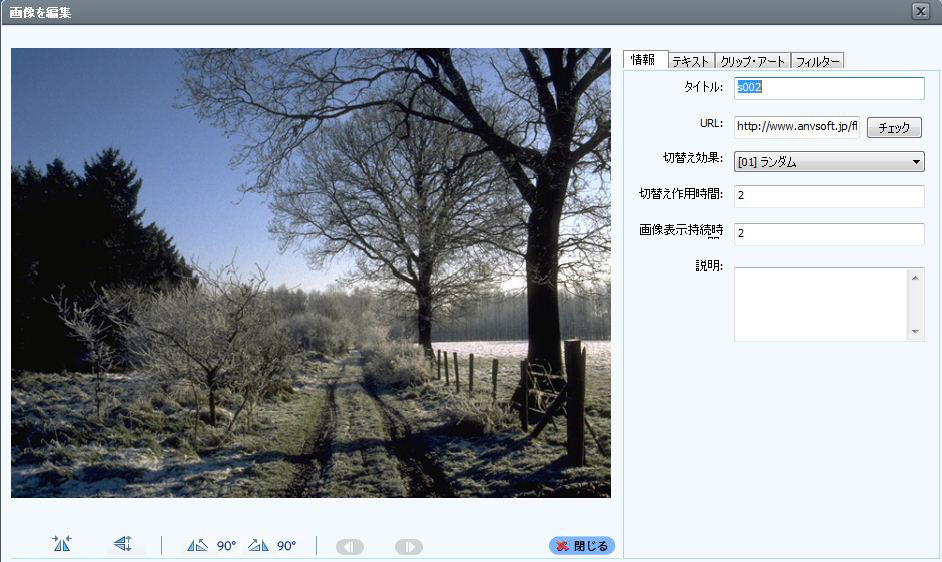 画像を編集
情報 テキスト クリップ・アート フィルター
タイトル: s002
URL: http://www.anvsoft.jp/fl チェック
切替え効果: [01] ランダム
切替え作用時間: 2
画像表示持続時 2
説明:
90° 90° 閉じる